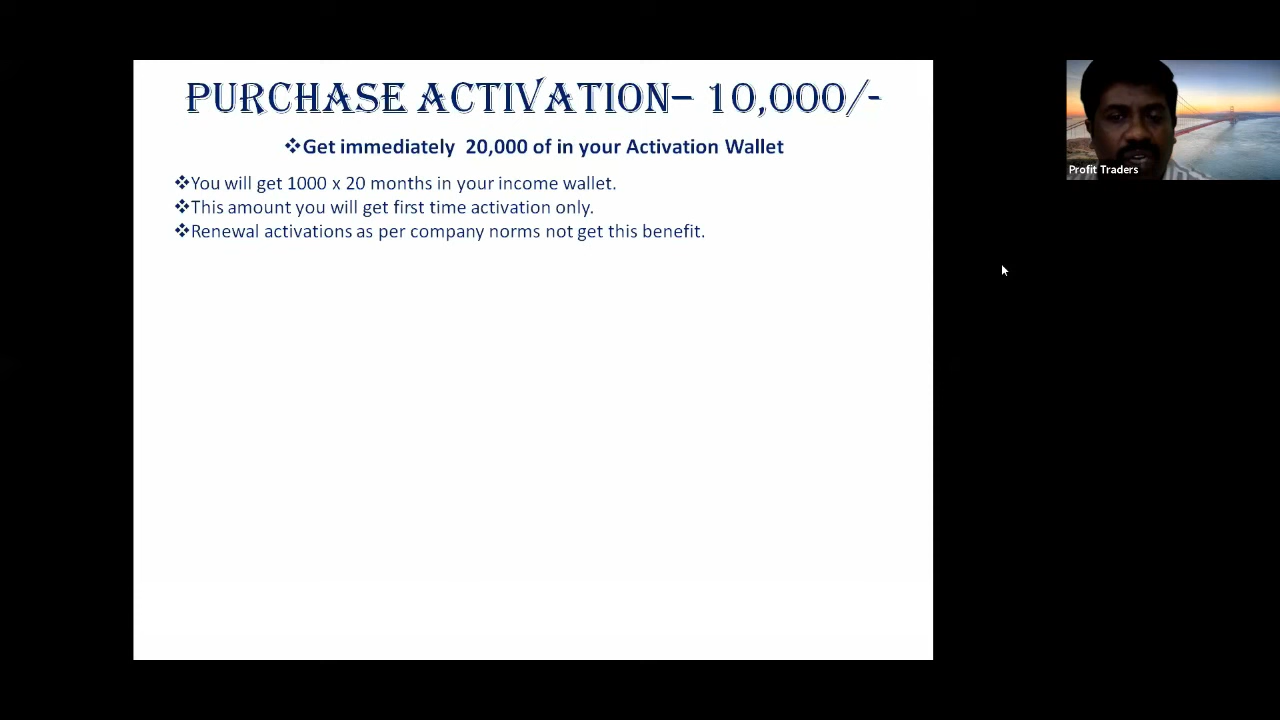 PURCHASE ACTIVATION– 10,000/-
❖Get immediately 20,000 of in your Activation Wallet
❖You will get 1000 x 20 months in your income wallet.
❖This amount you will get first time activation only.
❖Renewal activations as per company norms not get this benefit.
Profit Traders